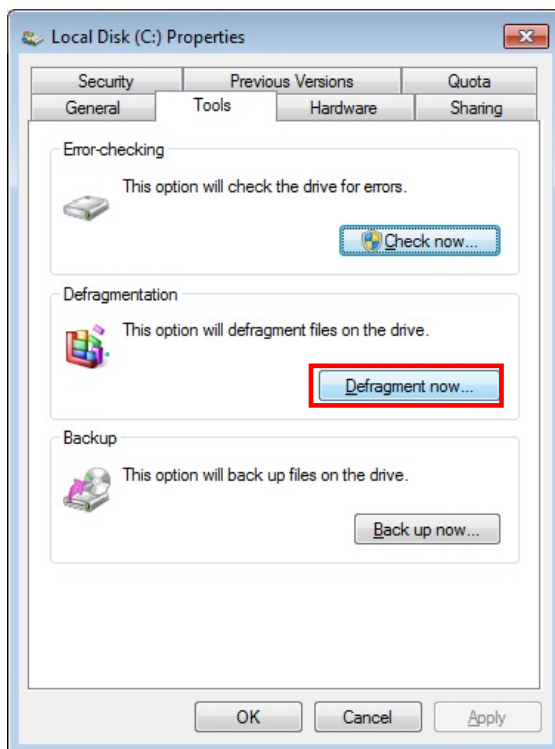 Local Disk (C:) Properties
Security Previous Versions Quota
General Tools Hardware Sharing
Error-checking
This option will check the drive for errors.
Check now...
Defragmentation
This option will defragment files on the drive.
Defragment now...
Backup
This option will back up files on the drive.
Back up now...
OK Cancel Apply